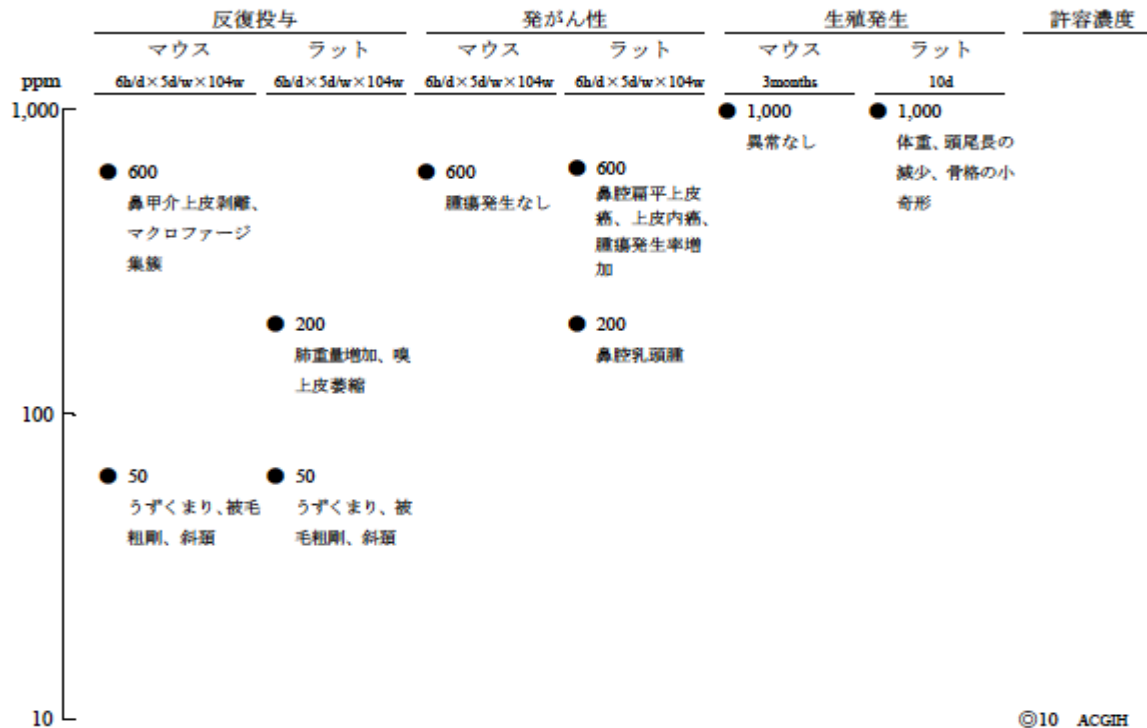 反復投与 発がん性 生殖発生 許容濃度
マウス ラット マウス ラット マウス ラット
ppm 6h/d×5d/w×104w 6h/d×5d/w×104w 6h/d×5d/w×104w 6h/d×5d/w×104w 3months 10d
1,000
● 1,000
異常なし
● 1,000
体重、頭尾長の
減少、骨格の小
奇形
● 600
鼻甲介上皮剥離、
マクロファージ
集簇
● 600
腫瘍発生なし
● 600
鼻腔扁平上皮
癌、上皮内癌、
腫瘍発生率増
加
● 200
肺重量増加、嗅
上皮萎縮
● 200
鼻腔乳頭腫
100
● 50
うずくまり、被毛
粗剛、斜頚
● 50
うずくまり、被
毛粗剛、斜頚
10
◎10 ACGIH